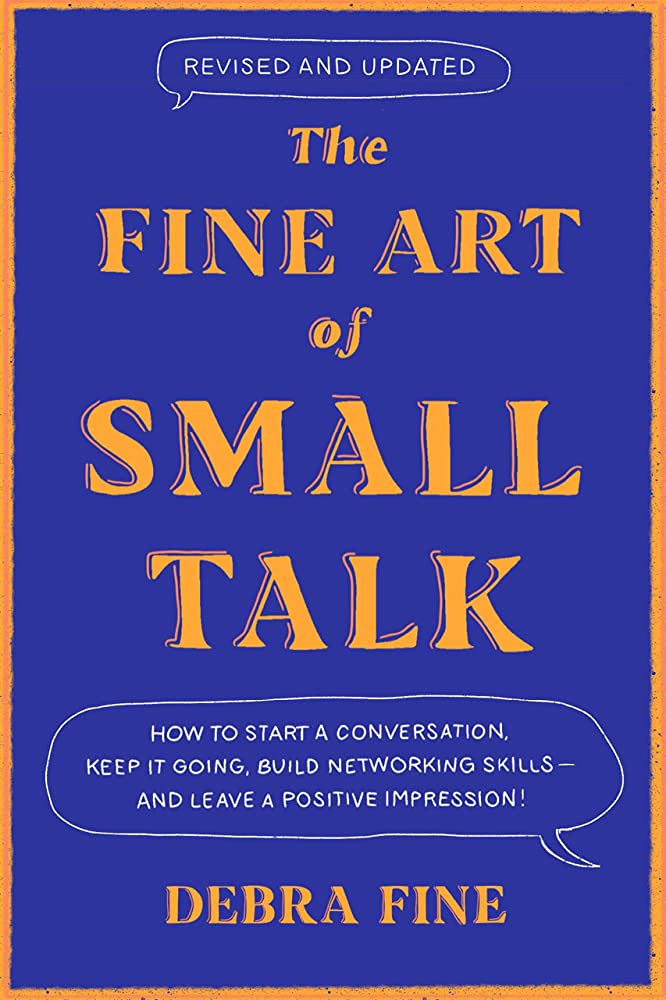 REVISED AND UPDATED
The
FINE ART
of
SMALL
TALK
HOW TO START A CONVERSATION,
KEEP IT GOING, BUILD NETWORKING SKILLS—
AND LEAVE A POSITIVE IMPRESSION!
DEBRA FINE